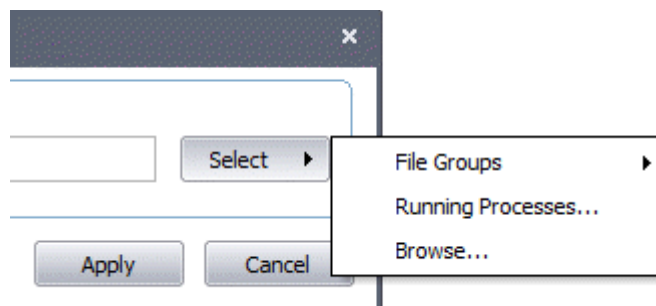 Select
File Groups
Running Processes...
Browse...
Apply
Cancel